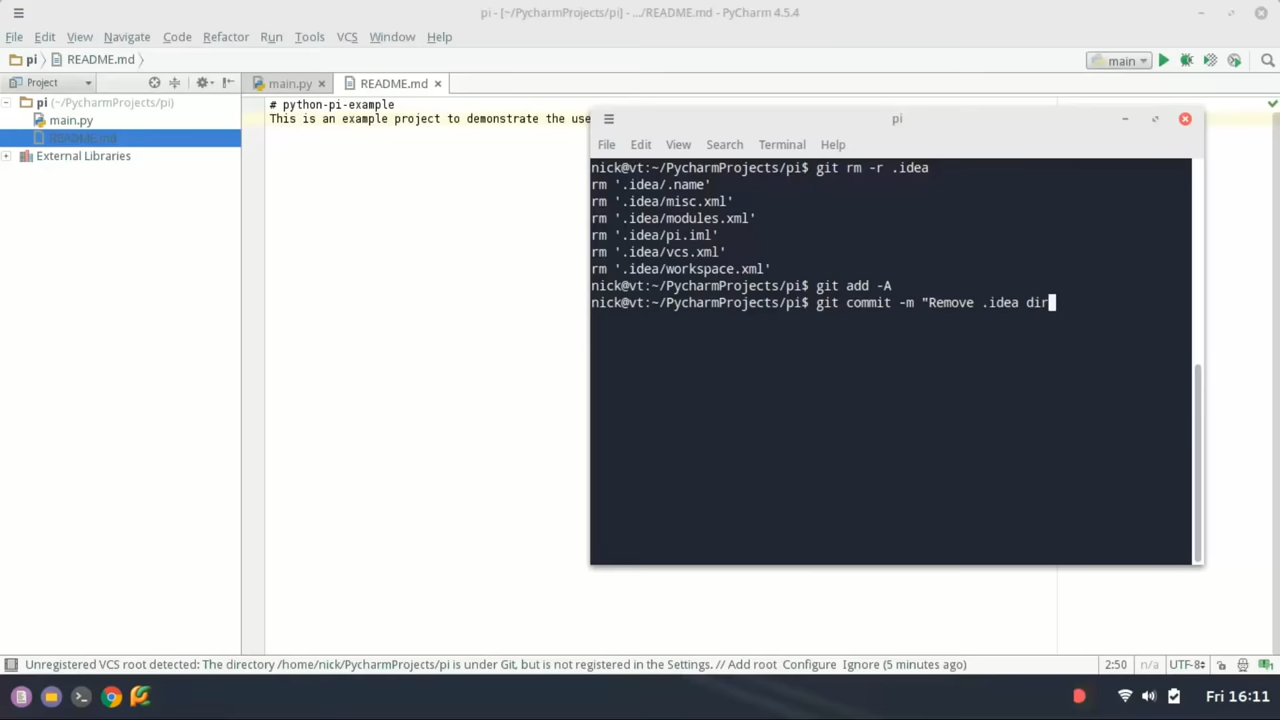 pi - [~/PycharmProjects/pi] - .../README.md - PyCharm 4.5.4
File Edit View Navigate Code Refactor Run Tools VCS Window Help
pi README.md
main
Project
main.py README.md
pi (~/PycharmProjects/pi)
main.py
README.md
External Libraries
# python-pi-example
This is an example project to demonstrate the use
pi
File Edit View Search Terminal Help
nick@vt:~/PycharmProjects/pi$ git rm -r .idea
rm '.idea/.name'
rm '.idea/misc.xml'
rm '.idea/modules.xml'
rm '.idea/pi.iml'
rm '.idea/vcs.xml'
rm '.idea/workspace.xml'
nick@vt:~/PycharmProjects/pi$ git add -A
nick@vt:~/PycharmProjects/pi$ git commit -m "Remove .idea dir
Unregistered VCS root detected: The directory /home/nick/PycharmProjects/pi is under Git, but is not registered in the Settings. // Add root Configure Ignore (5 minutes ago)
2:50 n/a UTF-8
Fri 16:11